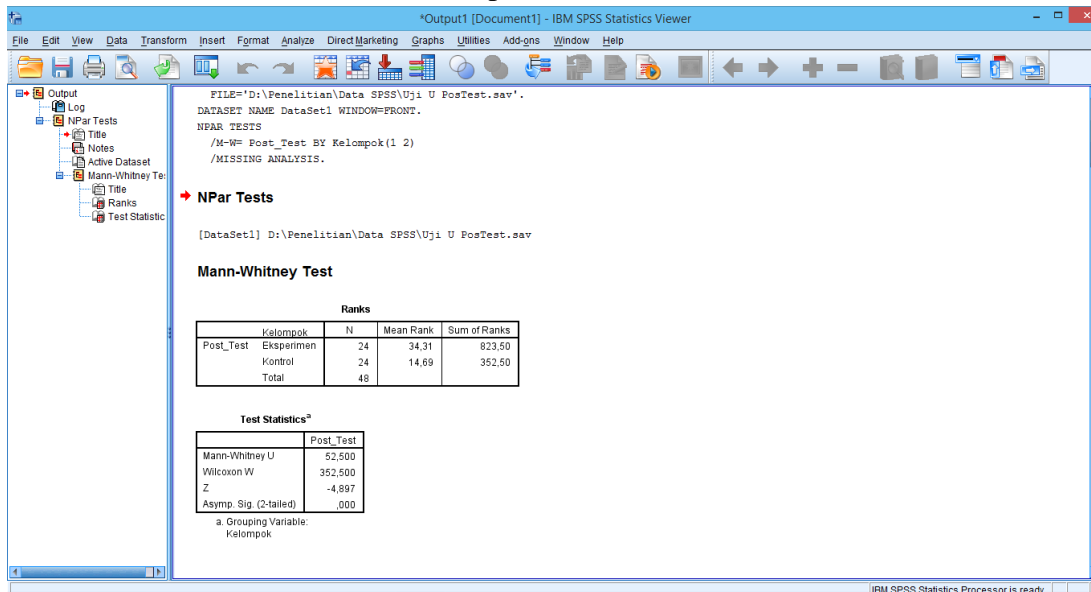 *Output1 [Document1] - IBM SPSS Statistics Viewer
File Edit View Data Transform Insert Format Analyze Direct Marketing Graphs Utilities Add-ons Window Help
Output
Log
NPar Tests
Title
Notes
Active Dataset
Mann-Whitney Te
Title
Ranks
Test Statistic
FILE='D:\Penelitian\Data SPSS\Uji U PosTest.sav'.
DATASET NAME DataSet1 WINDOW=FRONT.
NPAR TESTS
/M-W= Post_Test BY Kelompok(1 2)
/MISSING ANALYSIS.
NPar Tests
[DataSet1] D:\Penelitian\Data SPSS\Uji U PosTest.sav
Mann-Whitney Test
Ranks
Kelompok N Mean Rank Sum of Ranks
Post_Test Eksperimen 24 34,31 823,50
Kontrol 24 14,69 352,50
Total 48
Test Statistics<sup>a</sup>
Post_Test
Mann-Whitney U 52,500
Wilcoxon W 352,500
Z -4,897
Asymp. Sig. (2-tailed) ,000
a. Grouping Variable:
Kelompok
IBM SPSS Statistics Processor is ready